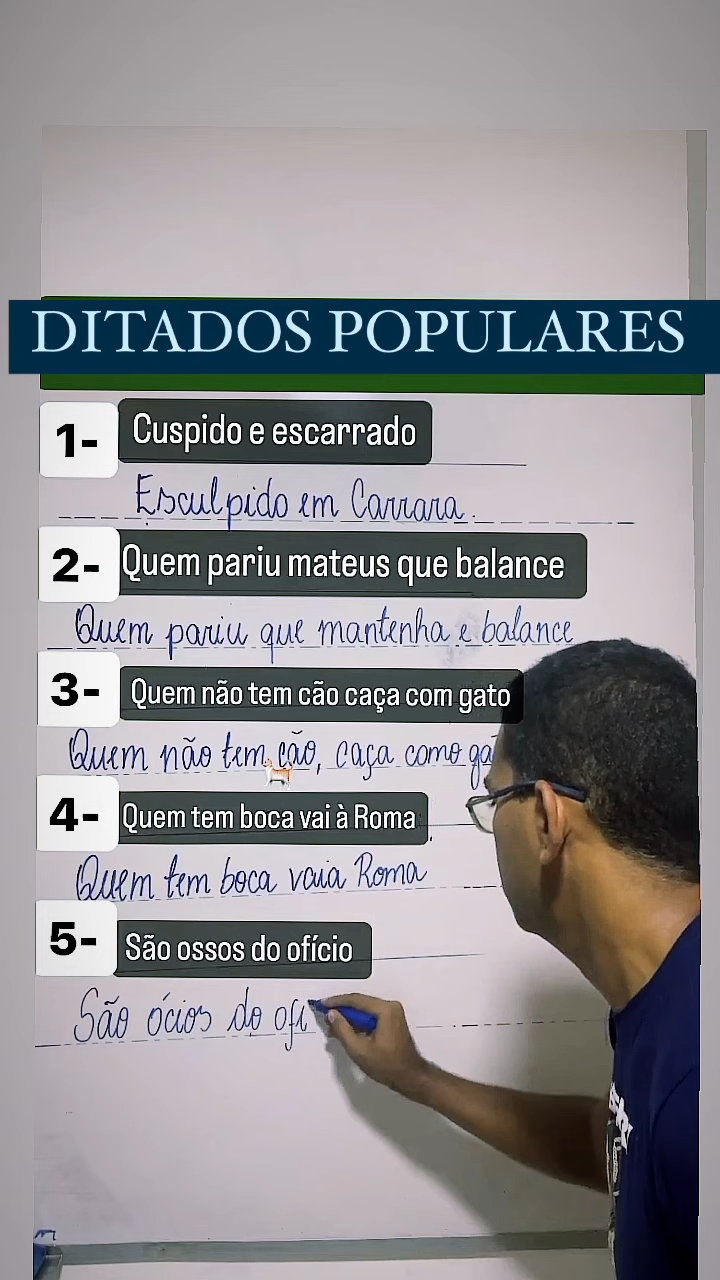 DITADOS POPULARES
1- Cuspido e escarrado
Esculpido em Carrara.
2- Quem pariu mateus que balance
Quem pariu que mantenha e balance
3- Quem não tem cão caça com gato
Quem não tem cão, caça como ga
4- Quem tem boca vai à Roma
Quem tem boca vaia Roma
5- São ossos do ofício
São ócios do ofi